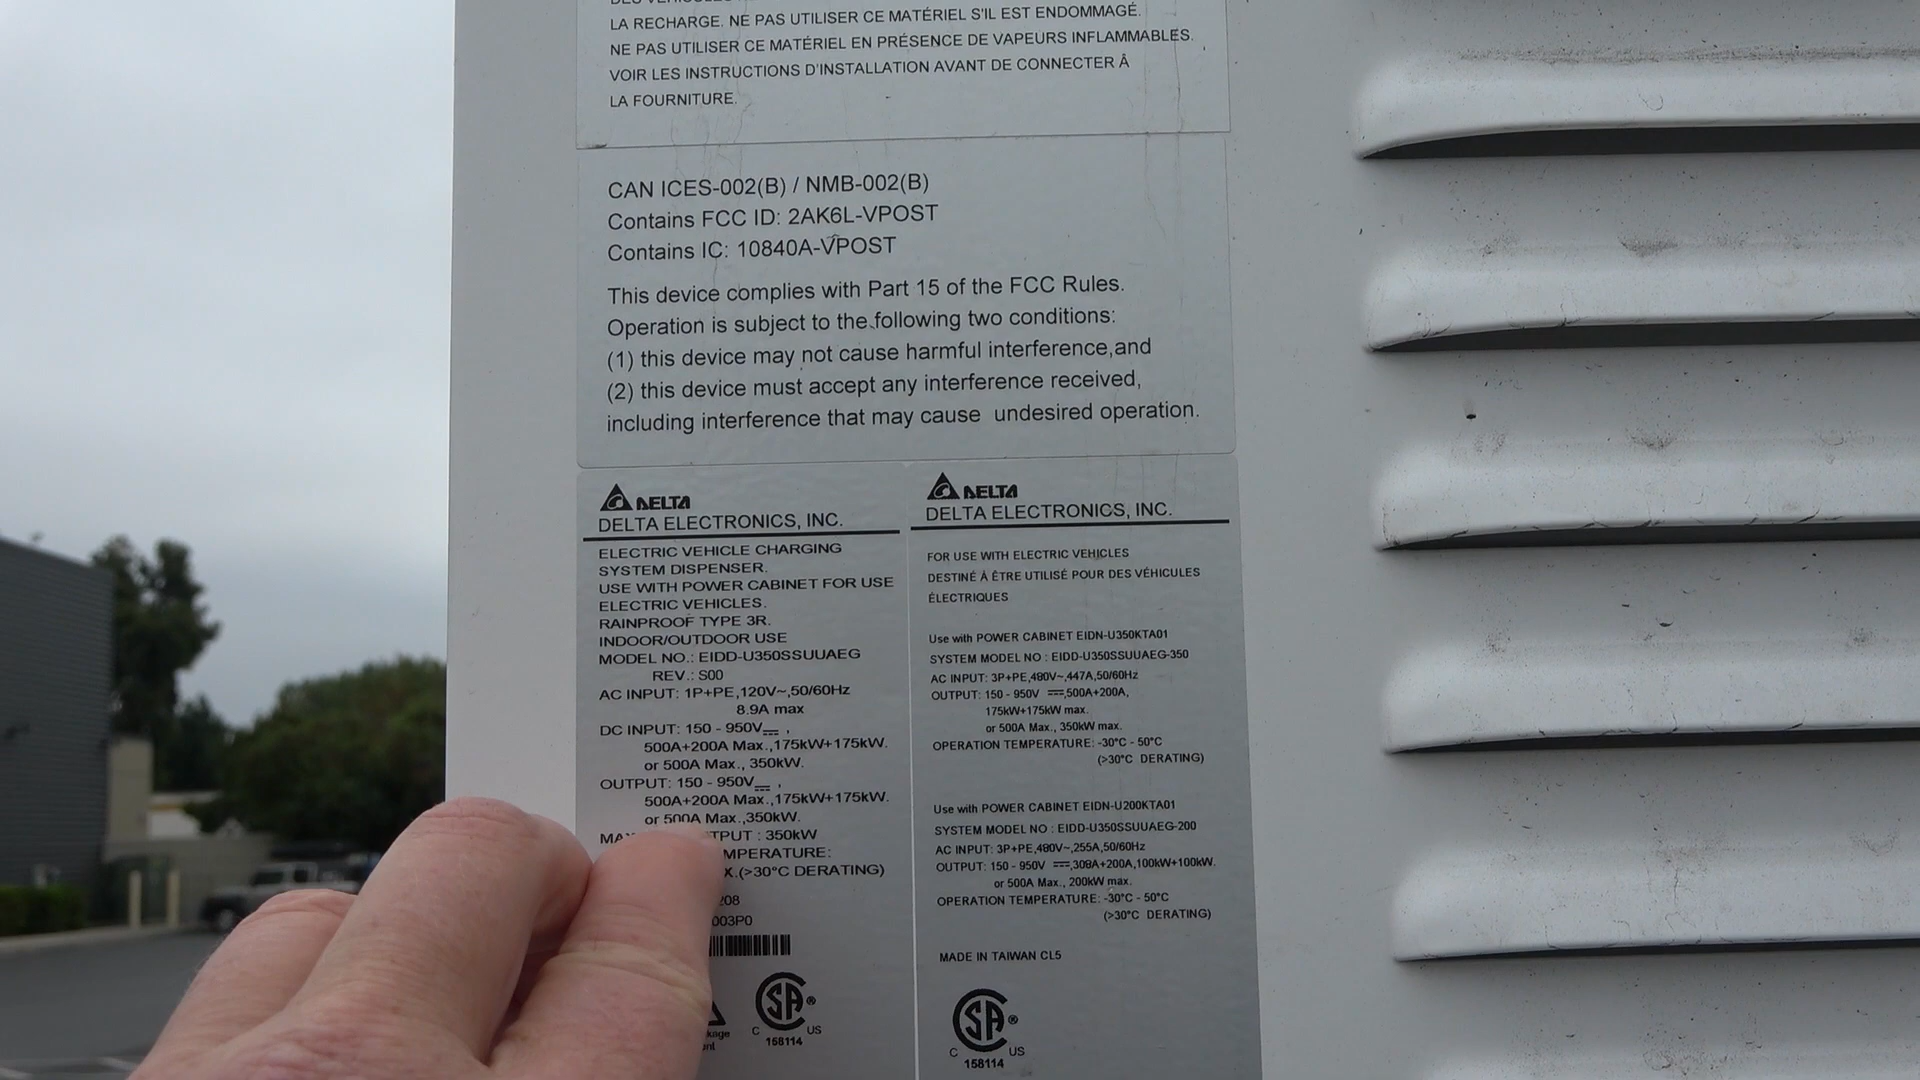 LA RECHARGE. NE PAS UTILISER CE MATÉRIEL S'IL EST ENDOMMAGÉ.
NE PAS UTILISER CE MATÉRIEL EN PRÉSENCE DE VAPEURS INFLAMMABLES.
VOIR LES INSTRUCTIONS D'INSTALLATION AVANT DE CONNECTER Â
LA FOURNITURE.
CAN ICES-002(B) / NMB-002(B)
Contains FCC ID: 2AK6L-VPOST
Contains IC: 10840A-VPOST
This device complies with Part 15 of the FCC Rules.
Operation is subject to the following two conditions:
(1) this device may not cause harmful interference,and
(2) this device must accept any interference received,
including interference that may cause undesired operation.
DELTA
DELTA ELECTRONICS, INC.
ELECTRIC VEHICLE CHARGING
SYSTEM DISPENSER.
USE WITH POWER CABINET FOR USE
ELECTRIC VEHICLES.
RAINPROOF TYPE 3R.
INDOOR/OUTDOOR USE
MODEL NO.: EIDD-U350SSUUAEG
REV.: S00
AC INPUT: 1P+PE,120V~,50/60Hz
8.9A max
DC INPUT: 150 - 950V⎓,
500A+200A Max.,175kW+175kW.
or 500A Max., 350kW.
OUTPUT: 150 - 950V⎓,
500A+200A Max.,175kW+175kW.
or 500A Max.,350kW.
: 350kW
(>30°C DERATING)
C US
158114
DELTA
DELTA ELECTRONICS, INC.
FOR USE WITH ELECTRIC VEHICLES
DESTINÉ À ÊTRE UTILISÉ POUR DES VÉHICULES
ÉLECTRIQUES
Use with POWER CABINET EIDN-U350KTA01
SYSTEM MODEL NO : EIDD-U350SSUUAEG-350
AC INPUT: 3P+PE,480V~,447A,50/60Hz
OUTPUT: 150 - 950V ⎓,500A+200A,
175kW+175kW max.
or 500A Max., 350kW max.
OPERATION TEMPERATURE: -30°C - 50°C
(>30°C DERATING)
Use with POWER CABINET EIDN-U200KTA01
SYSTEM MODEL NO : EIDD-U350SSUUAEG-200
AC INPUT: 3P+PE,480V~,255A,50/60Hz
OUTPUT: 150 - 950V ⎓,308A+200A,100kW+100kW.
or 500A Max., 200kW max.
OPERATION TEMPERATURE: -30°C - 50°C
(>30°C DERATING)
MADE IN TAIWAN CL5
C US
158114